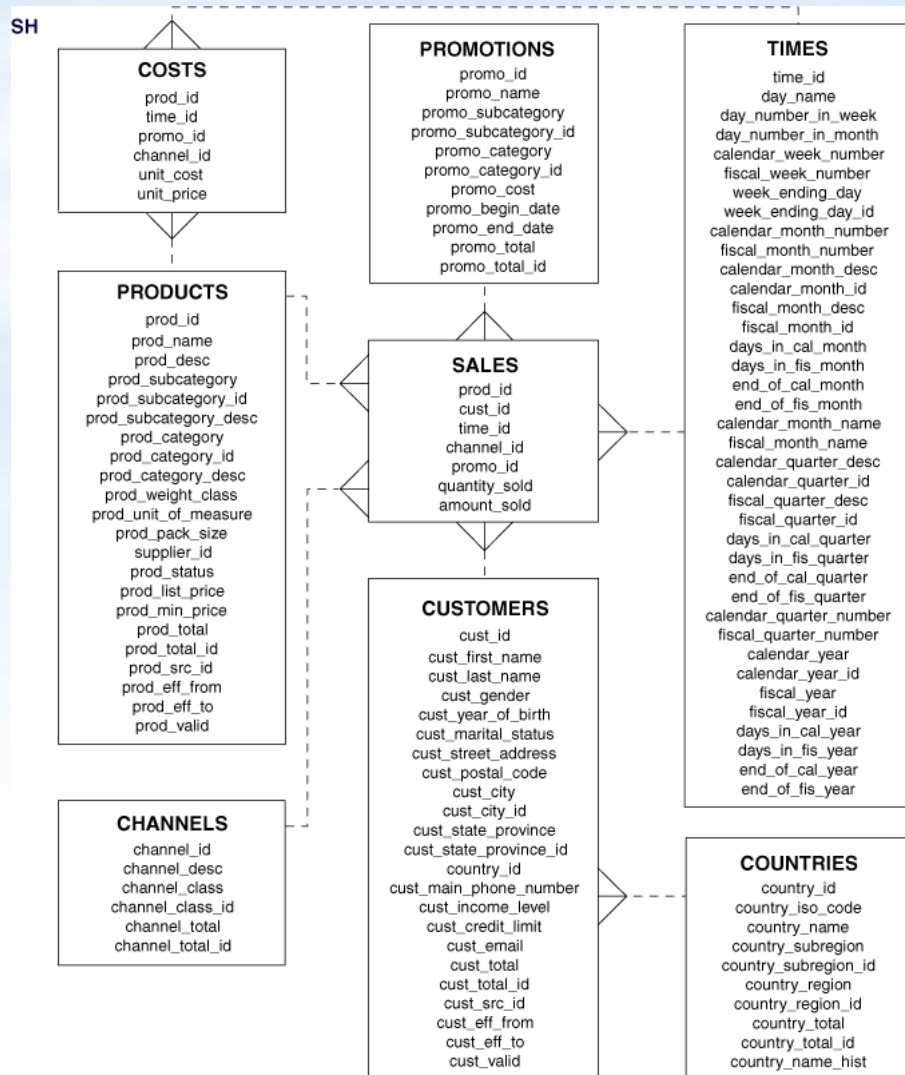 SH
COSTS
prod_id
time_id
promo_id
channel_id
unit_cost
unit_price
PROMOTIONS
promo_id
promo_name
promo_subcategory
promo_subcategory_id
promo_category
promo_category_id
promo_cost
promo_begin_date
promo_end_date
promo_total
promo_total_id
TIMES
time_id
day_name
day_number_in_week
day_number_in_month
calendar_week_number
fiscal_week_number
week_ending_day
week_ending_day_id
calendar_month_number
fiscal_month_number
calendar_month_desc
calendar_month_id
fiscal_month_desc
fiscal_month_id
days_in_cal_month
days_in_fis_month
end_of_cal_month
end_of_fis_month
calendar_month_name
fiscal_month_name
calendar_quarter_desc
calendar_quarter_id
fiscal_quarter_desc
fiscal_quarter_id
days_in_cal_quarter
days_in_fis_quarter
end_of_cal_quarter
end_of_fis_quarter
calendar_quarter_number
fiscal_quarter_number
calendar_year
calendar_year_id
fiscal_year
fiscal_year_id
days_in_cal_year
days_in_fis_year
end_of_cal_year
end_of_fis_year
PRODUCTS
prod_id
prod_name
prod_desc
prod_subcategory
prod_subcategory_id
prod_subcategory_desc
prod_category
prod_category_id
prod_category_desc
prod_weight_class
prod_unit_of_measure
prod_pack_size
supplier_id
prod_status
prod_list_price
prod_min_price
prod_total
prod_total_id
prod_src_id
prod_eff_from
prod_eff_to
prod_valid
SALES
prod_id
cust_id
time_id
channel_id
promo_id
quantity_sold
amount_sold
CUSTOMERS
cust_id
cust_first_name
cust_last_name
cust_gender
cust_year_of_birth
cust_marital_status
cust_street_address
cust_postal_code
cust_city
cust_city_id
cust_state_province
cust_state_province_id
country_id
cust_main_phone_number
cust_income_level
cust_credit_limit
cust_email
cust_total
cust_total_id
cust_src_id
cust_eff_from
cust_eff_to
cust_valid
CHANNELS
channel_id
channel_desc
channel_class
channel_class_id
channel_total
channel_total_id
COUNTRIES
country_id
country_iso_code
country_name
country_subregion
country_subregion_id
country_region
country_region_id
country_total
country_total_id
country_name_hist